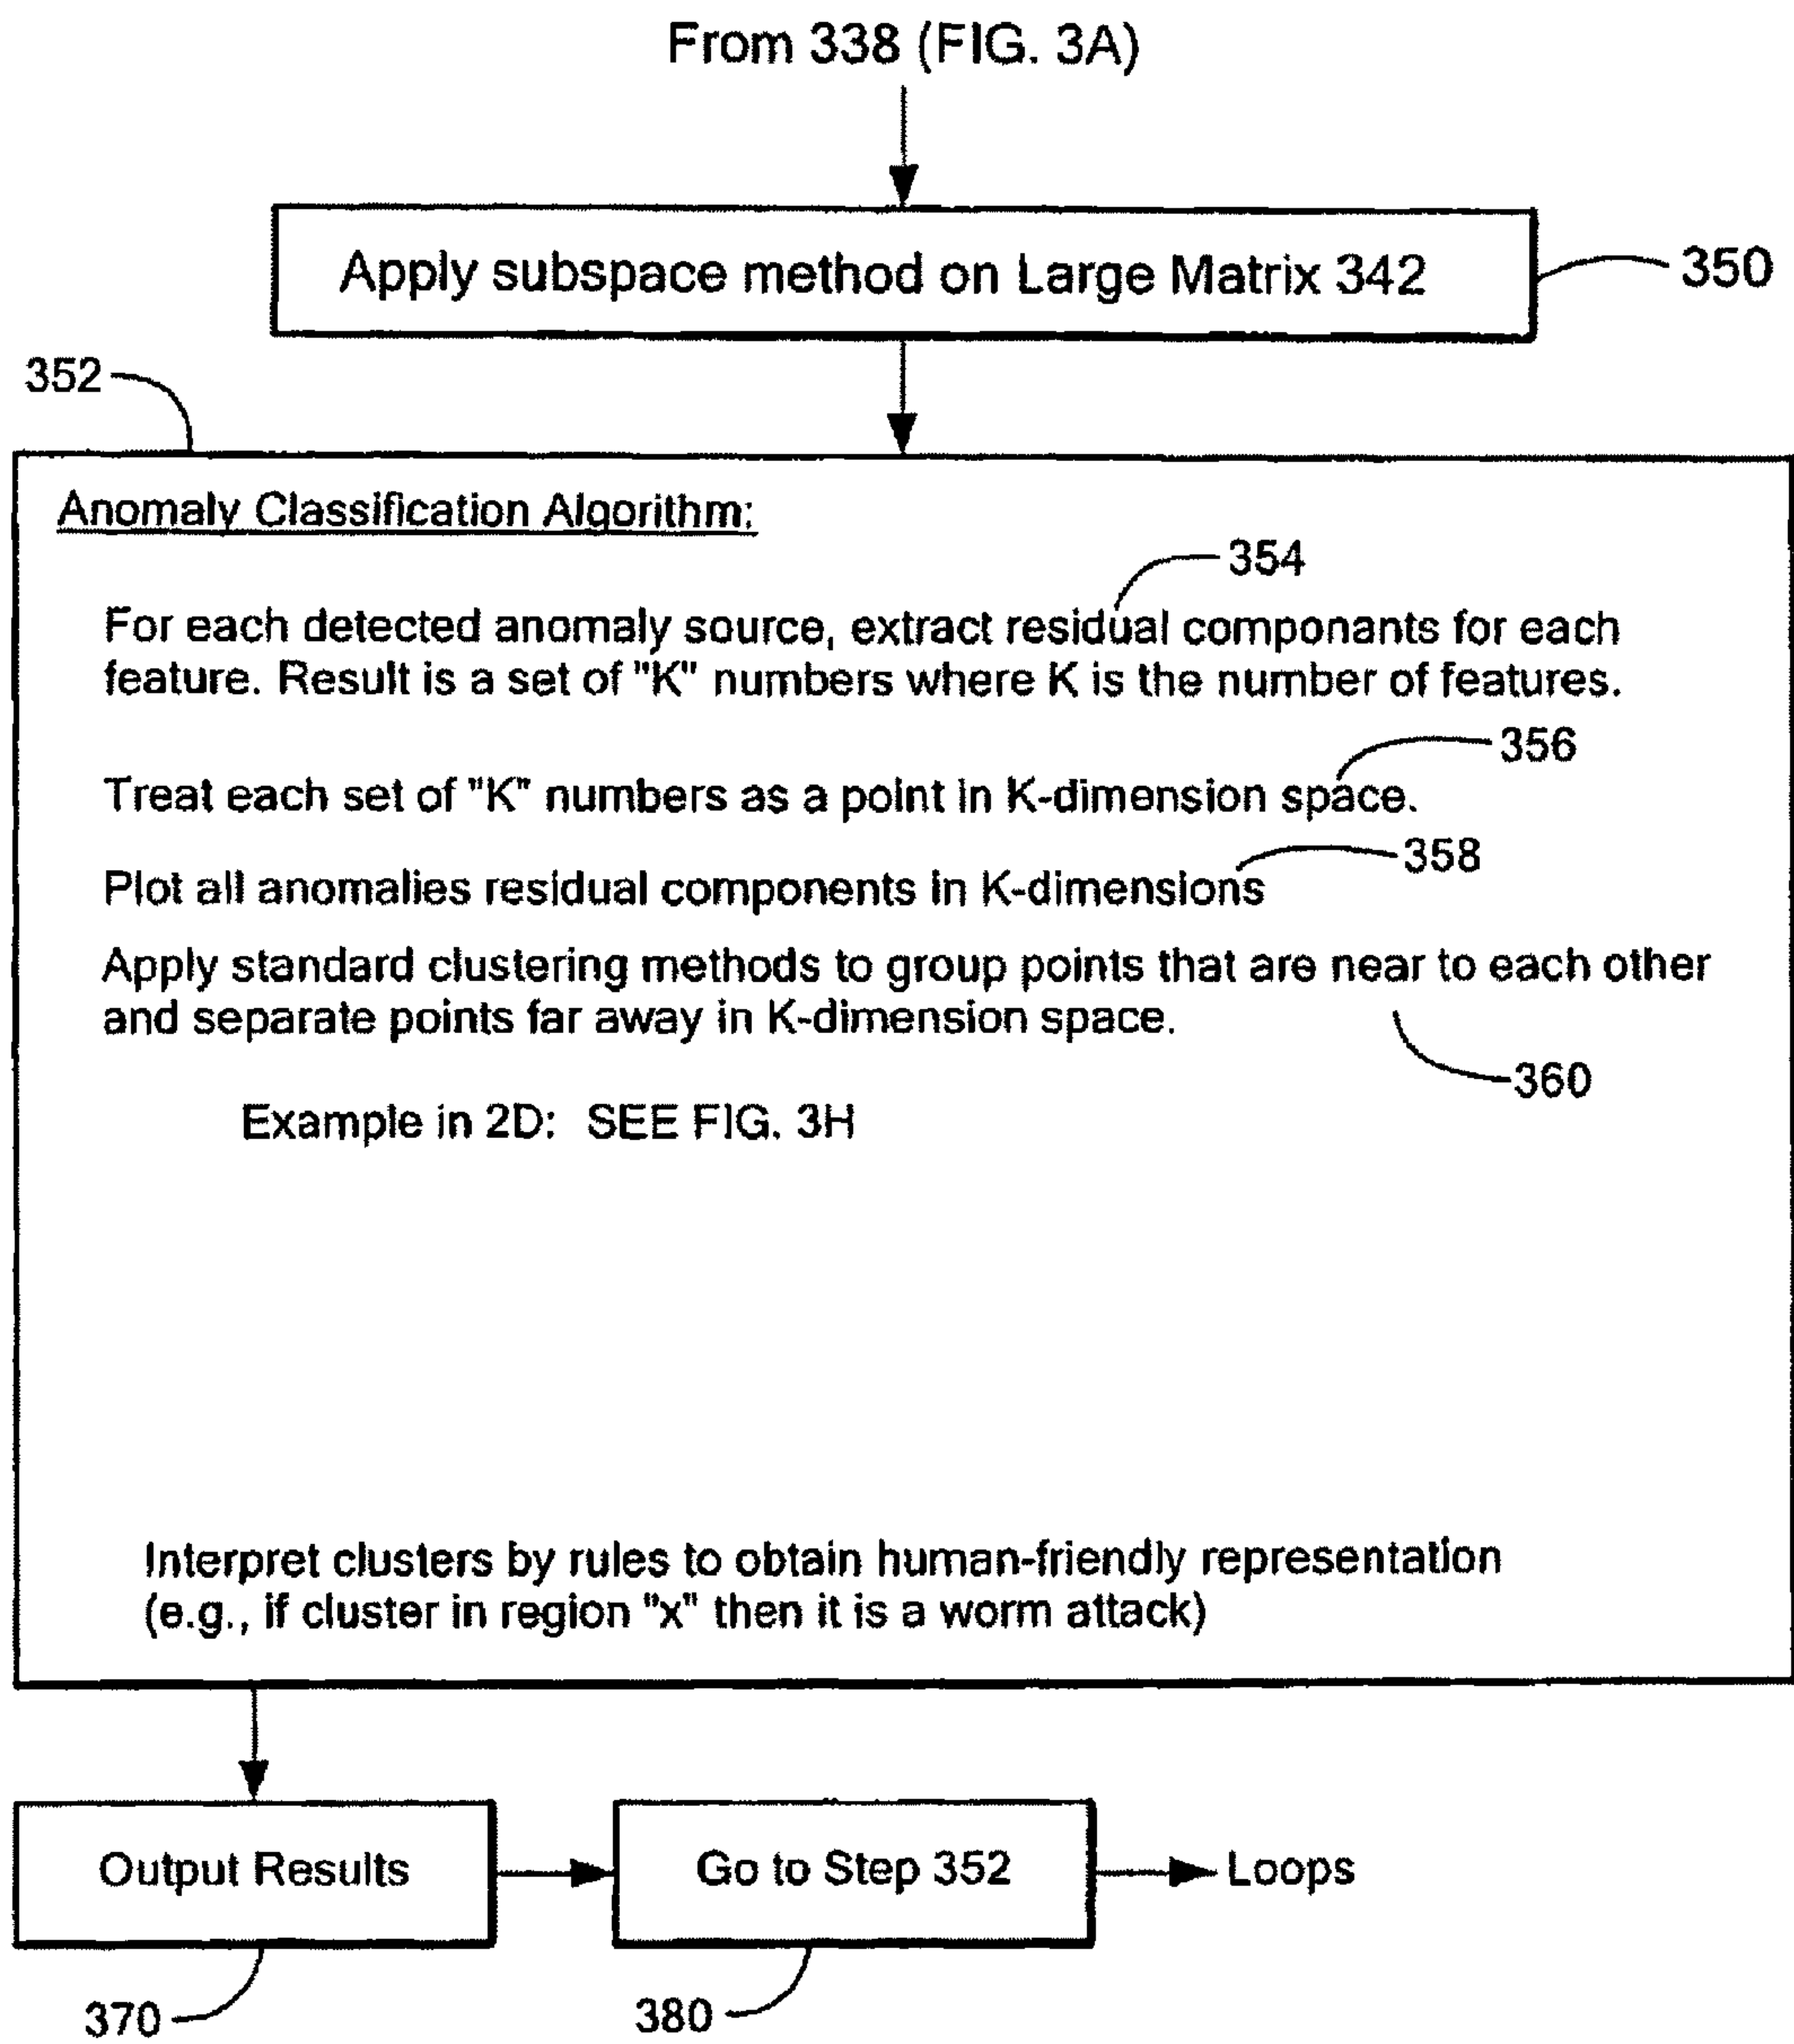 From 338 (FIG. 3A)
Apply subspace method on Large Matrix 342
350
352
Anomaly Classification Algorithm:
354
For each detected anomaly source, extract residual componants for each
feature. Result is a set of "K" numbers where K is the number of features.
356
Treat each set of "K" numbers as a point in K-dimension space.
358
Plot all anomalies residual components in K-dimensions
Apply standard clustering methods to group points that are near to each other
and separate points far away in K-dimension space.
360
Example in 2D: SEE FIG. 3H
Interpret clusters by rules to obtain human-friendly representation
(e.g., if cluster in region "x" then it is a worm attack)
Output Results
Go to Step 352
Loops
370
380